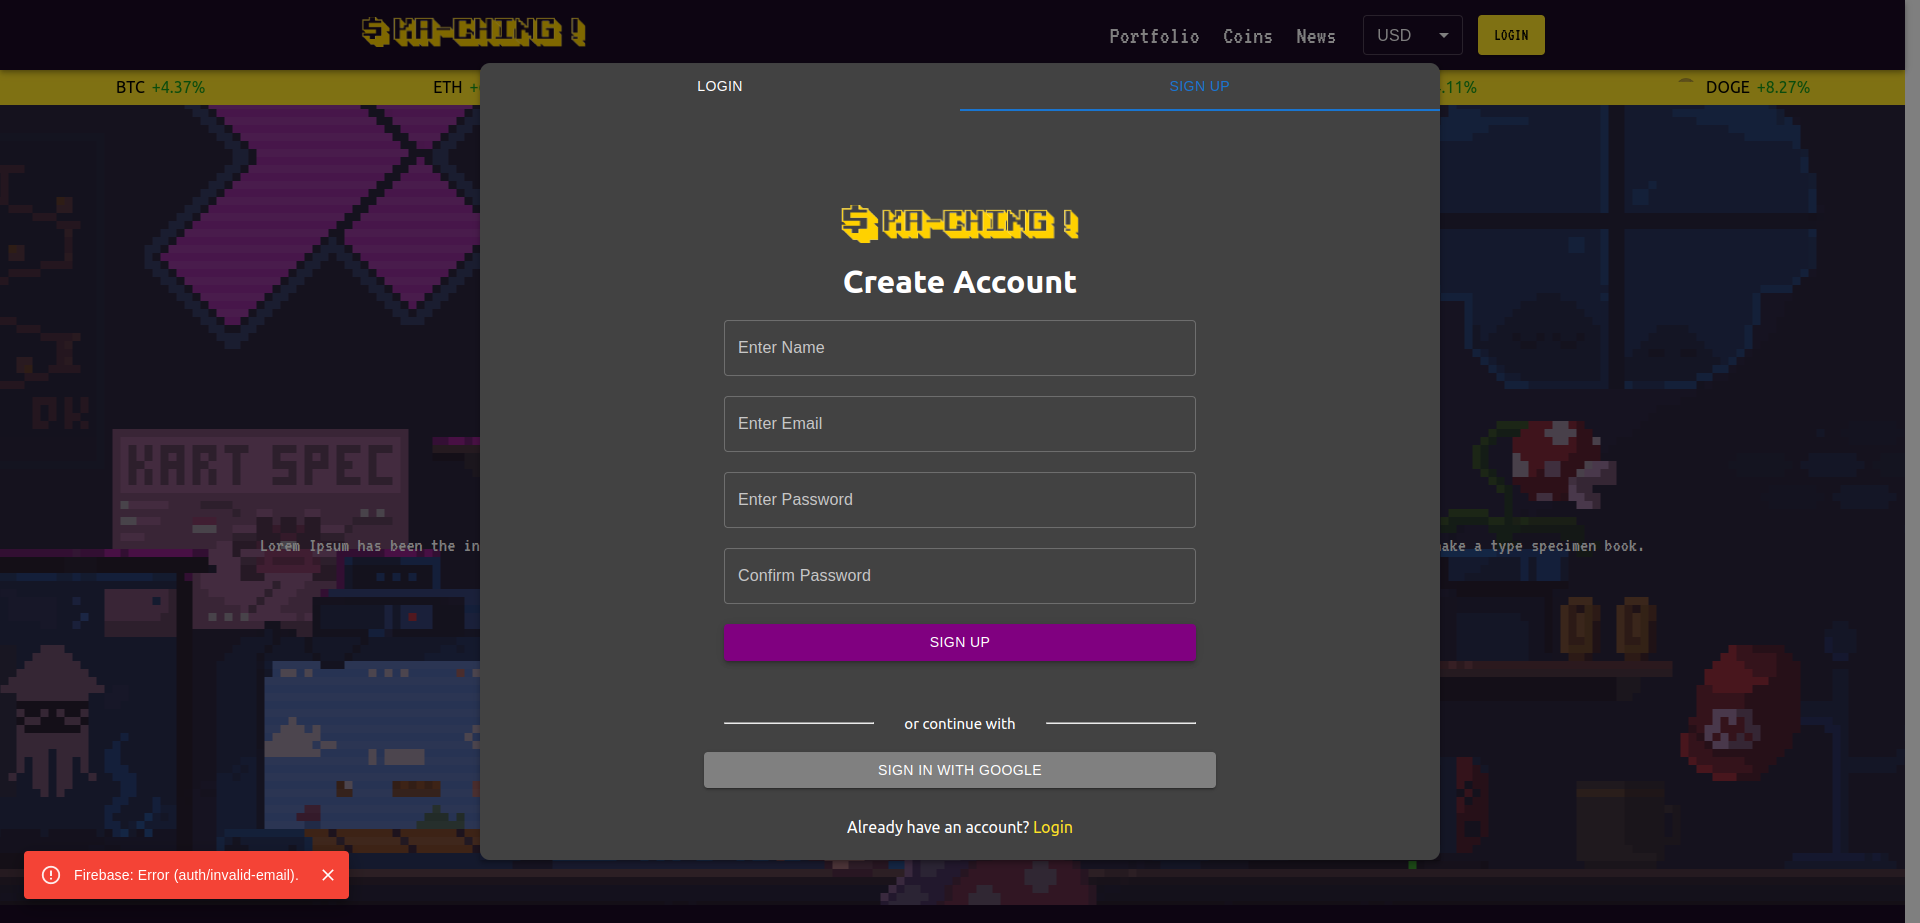 $ KA-CHING !
Portfolio Coins News USD LOGIN
BTC +4.37% ETH + .11% DOGE +8.27%
LOGIN SIGN UP
$ KA-CHING !
Create Account
Enter Name
Enter Email
Enter Password
Confirm Password
SIGN UP
or continue with
SIGN IN WITH GOOGLE
Already have an account? Login
DK
KART SPEC
Lorem Ipsum has been the in
make a type specimen book.
Firebase: Error (auth/invalid-email).